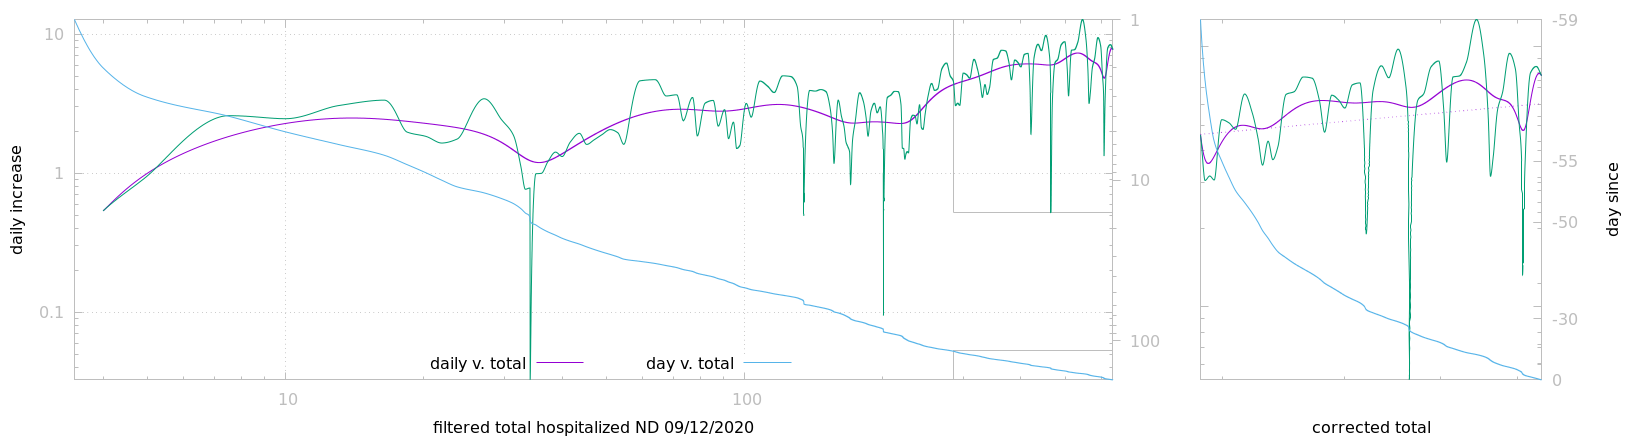 10
1
0.1
daily increase
daily v. total
day v. total
10
100
filtered total hospitalized ND 09/12/2020
1
10
100
-59
-55
-50
-30
0
day since
corrected total